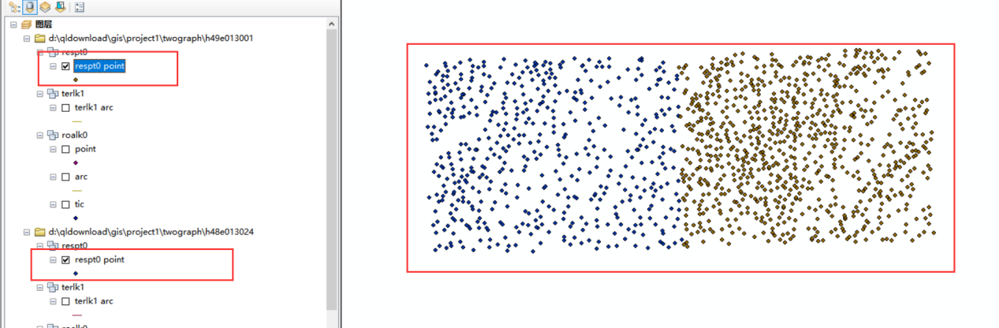 图层
d:\qldownload\gis\project1\twograph\h49e013001
respt0
respt0 point
terlk1
terlk1 arc
roalk0
point
arc
tic
d:\qldownload\gis\project1\twograph\h48e013024
respt0
respt0 point
terlk1
terlk1 arc
roalk0